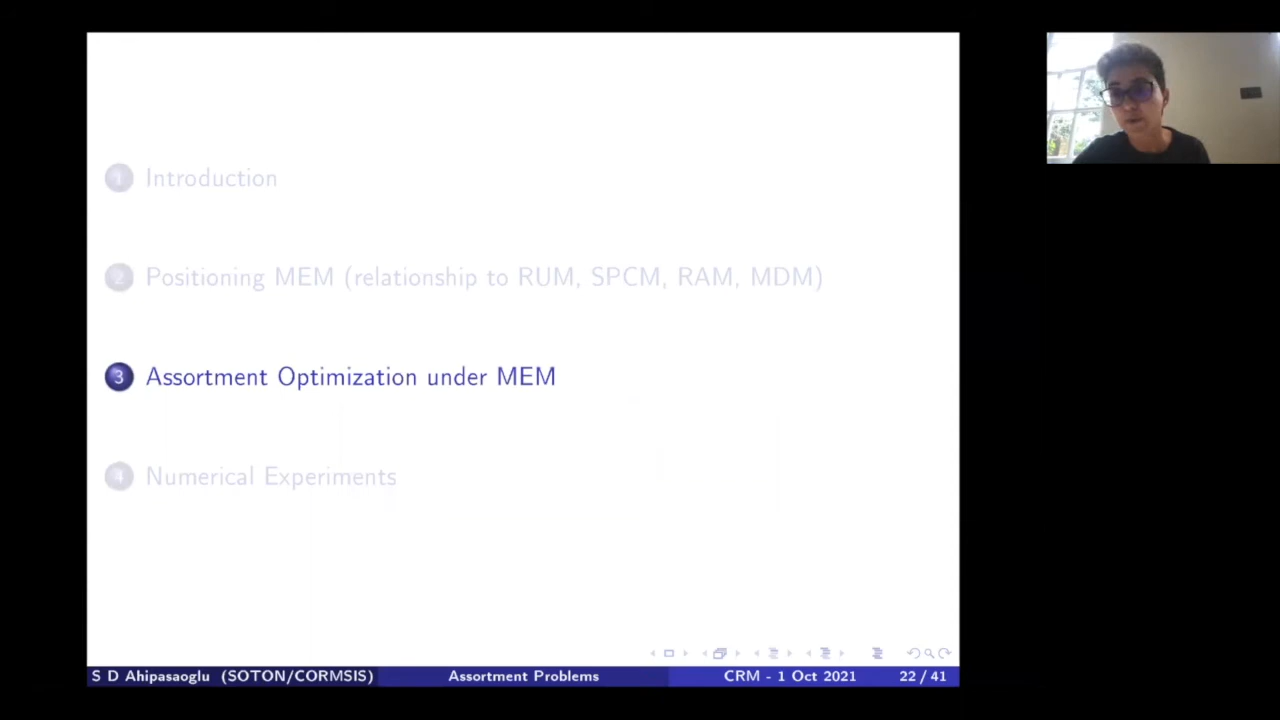 1 Introduction
2 Positioning MEM (relationship to RUM, SPCM, RAM, MDM)
3 Assortment Optimization under MEM
4 Numerical Experiments
S D Ahipasaoglu (SOTON/CORMSIS) Assortment Problems CRM - 1 Oct 2021 22 / 41